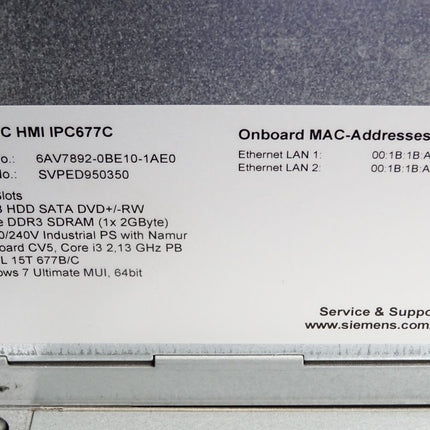 C HMI IPC677C
o.: 6AV7892-0BE10-1AE0
No.: SVPED950350
Slots
B HDD SATA DVD+/-RW
e DDR3 SDRAM (1x 2GByte)
0/240V Industrial PS with Namur
oard CV5, Core i3 2,13 GHz PB
L 15T 677B/C
ows 7 Ultimate MUI, 64bit
Onboard MAC-Addresses
Ethernet LAN 1: 00:1B:1B:A
Ethernet LAN 2: 00:1B:1B:A
Service & Suppo
www.siemens.com/